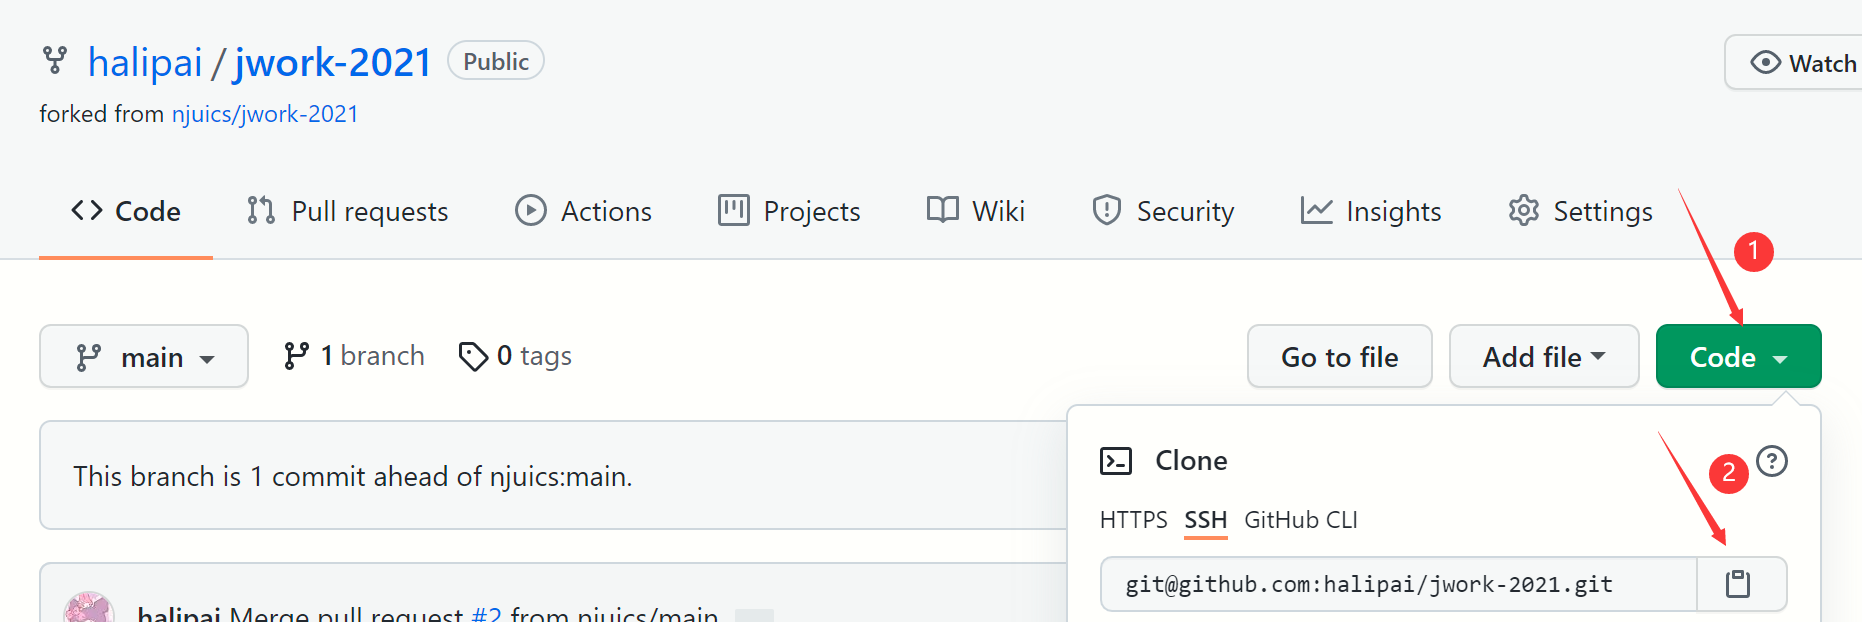 halipai / jwork-2021 Public
Watch
forked from njuics/jwork-2021
Code Pull requests Actions Projects Wiki Security Insights Settings
1
main 1 branch 0 tags Go to file Add file Code
This branch is 1 commit ahead of njuics:main.
Clone
2
HTTPS SSH GitHub CLI
git@github.com:halipai/jwork-2021.git
halipai Merge pull request #2 from njuics/main